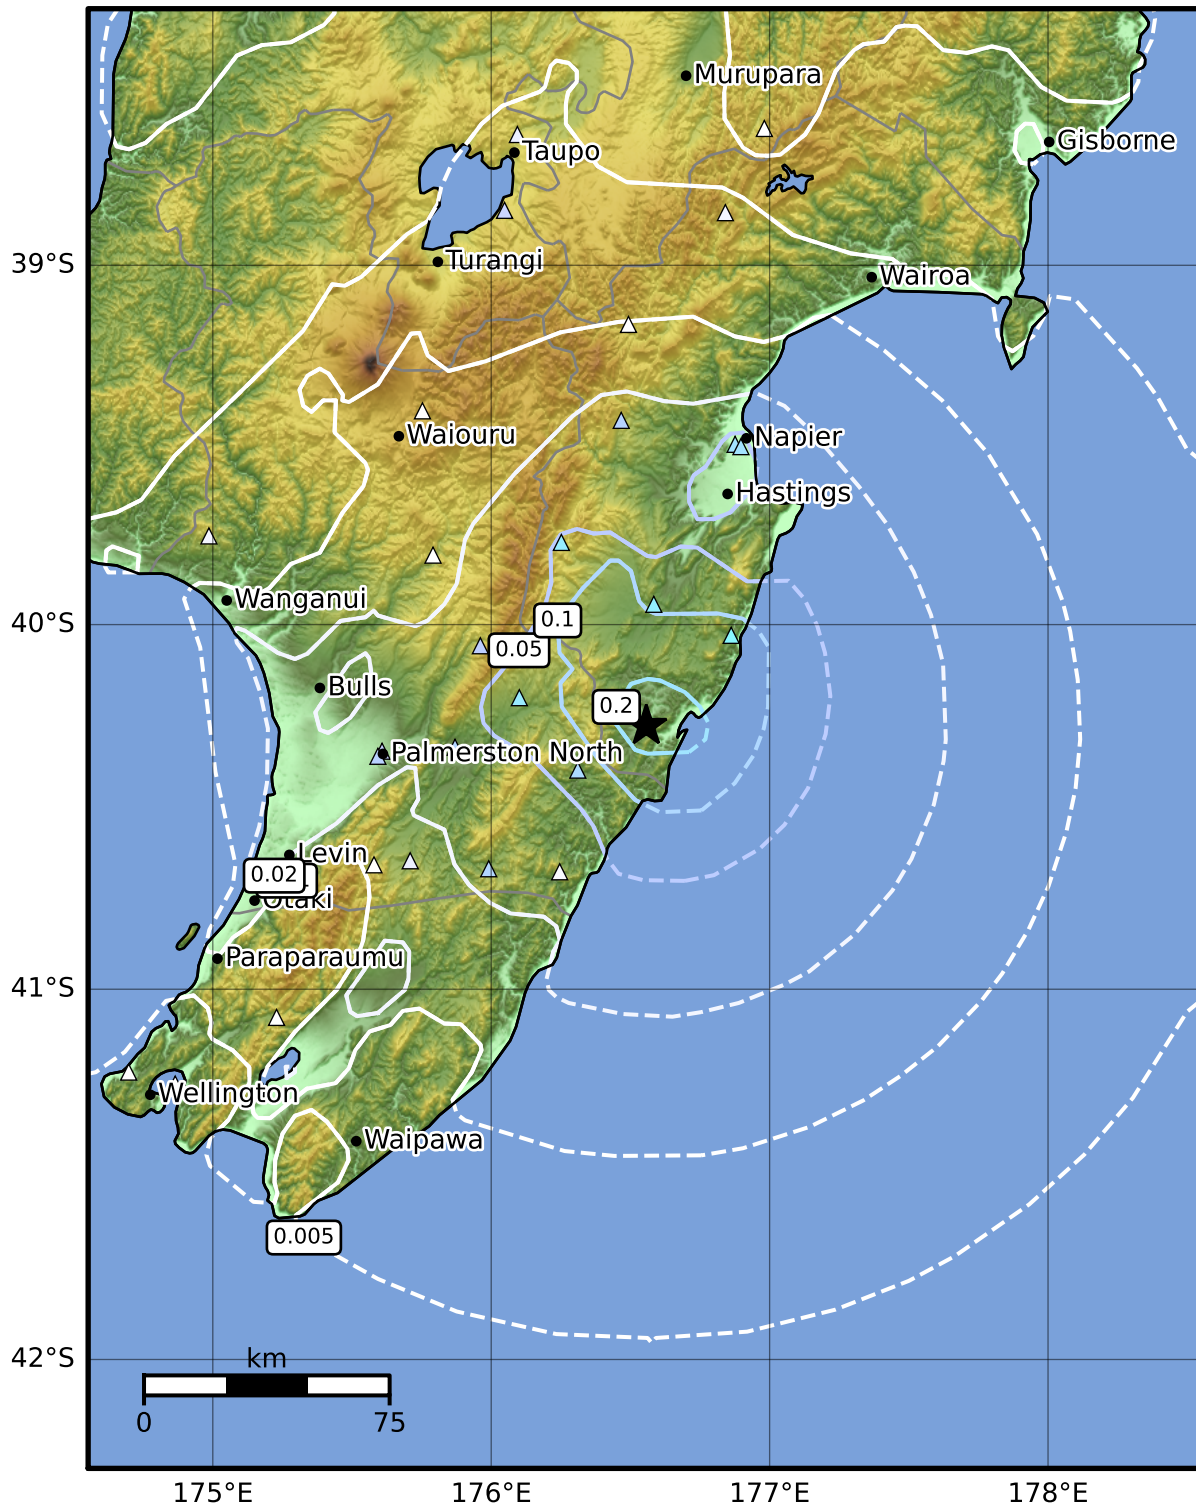 Murupara
Gisborne
Taupo
Turangi
39°S
Wairoa
Waiouru
Napier
Hastings
Wanganui
40°S
0.1
0.05
Bulls
0.2
Palmerston North
Levin
0.02
Otaki
Paraparaumu
41°S
Wellington
Waipawa
0.005
42°S
km
0
75
175°E
176°E
177°E
178°E